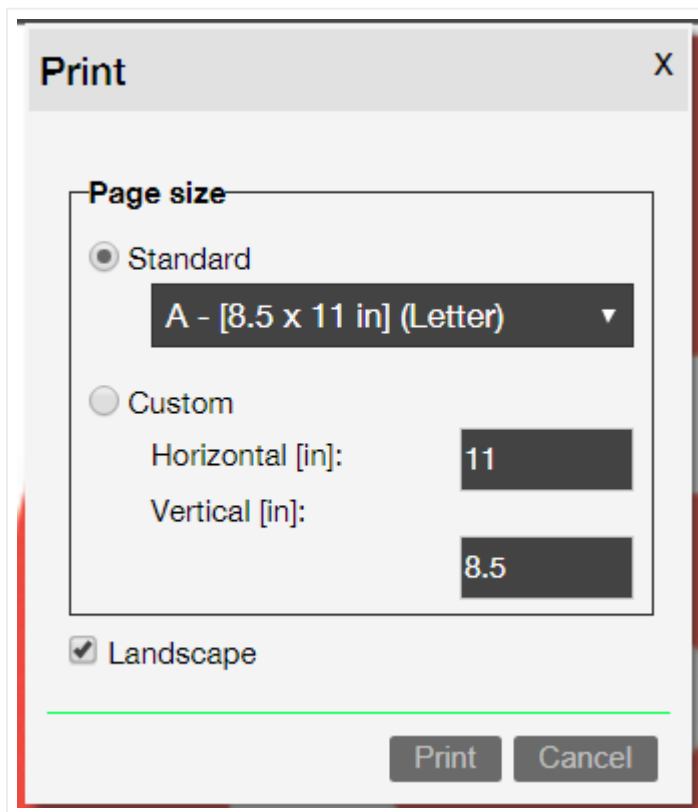 Print X
Page size
Standard
A - [8.5 x 11 in] (Letter)
Custom
Horizontal [in]: 11
Vertical [in]:
8.5
Landscape
Print Cancel